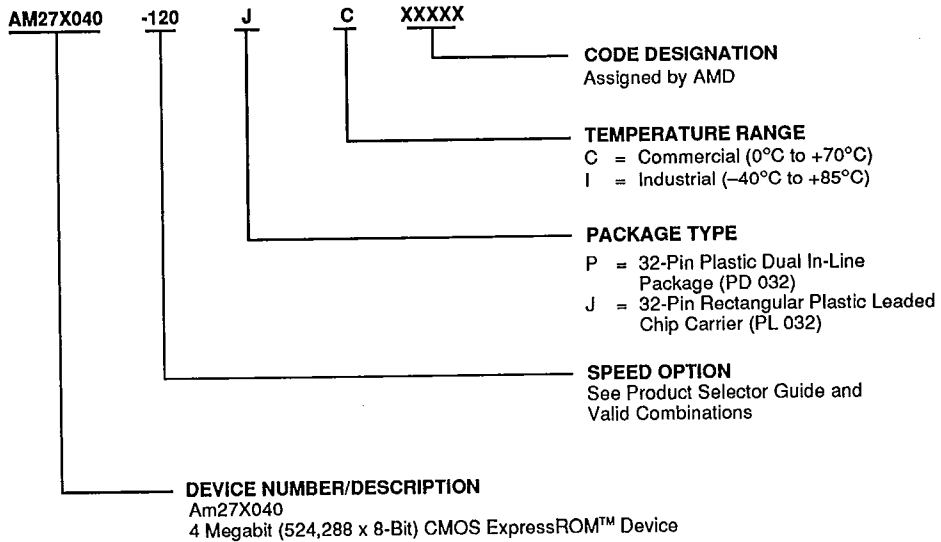 AM27X040 -120 J C XXXXX
CODE DESIGNATION
Assigned by AMD
TEMPERATURE RANGE
C = Commercial (0°C to +70°C)
I = Industrial (–40°C to +85°C)
PACKAGE TYPE
P = 32-Pin Plastic Dual In-Line
Package (PD 032)
J = 32-Pin Rectangular Plastic Leaded
Chip Carrier (PL 032)
SPEED OPTION
See Product Selector Guide and
Valid Combinations
DEVICE NUMBER/DESCRIPTION
Am27X040
4 Megabit (524,288 x 8-Bit) CMOS ExpressROM™ Device